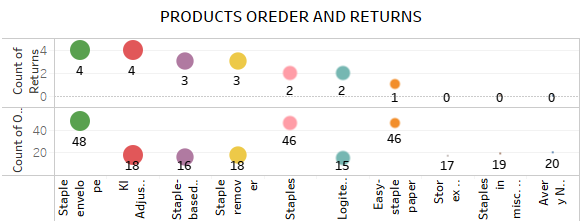 PRODUCTS OREDER AND RETURNS
Count of
Returns
4
2
0
4
4
3
3
2
2
1
0
0
0
Count of O..
40
20
48
18
16
18
46
15
46
17
19
20
Staple
envelo
pe
KI
Adjus..
Staple-
based..
Staple
remov
er
Staples
Logite..
Easy-
staple
paper
Stor
ex ..
Staples
in
misc...
Aver
y N..